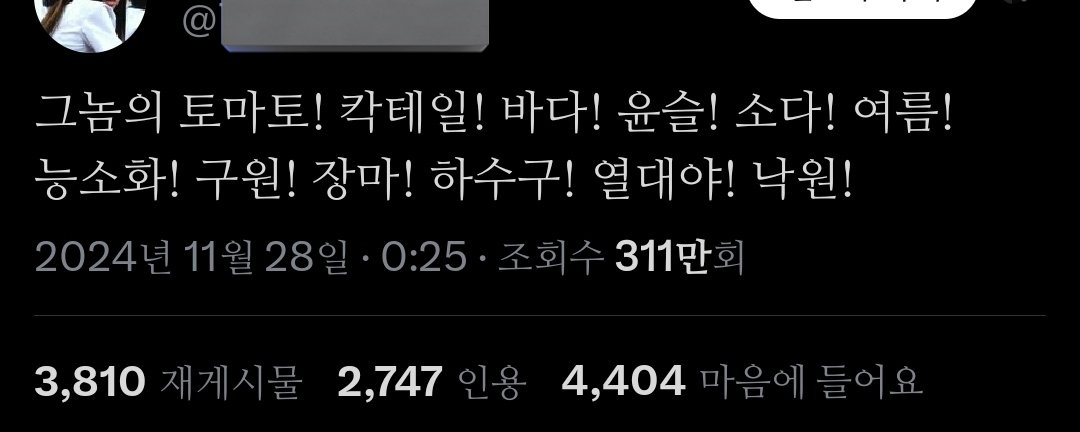 @
그놈의 토마토! 칵테일! 바다! 윤슬! 소다! 여름!
능소화! 구원! 장마! 하수구! 열대야! 낙원!
2024년 11월 28일 · 0:25 · 조회수 311만회
3,810 재게시물 2,747 인용 4,404 마음에 들어요